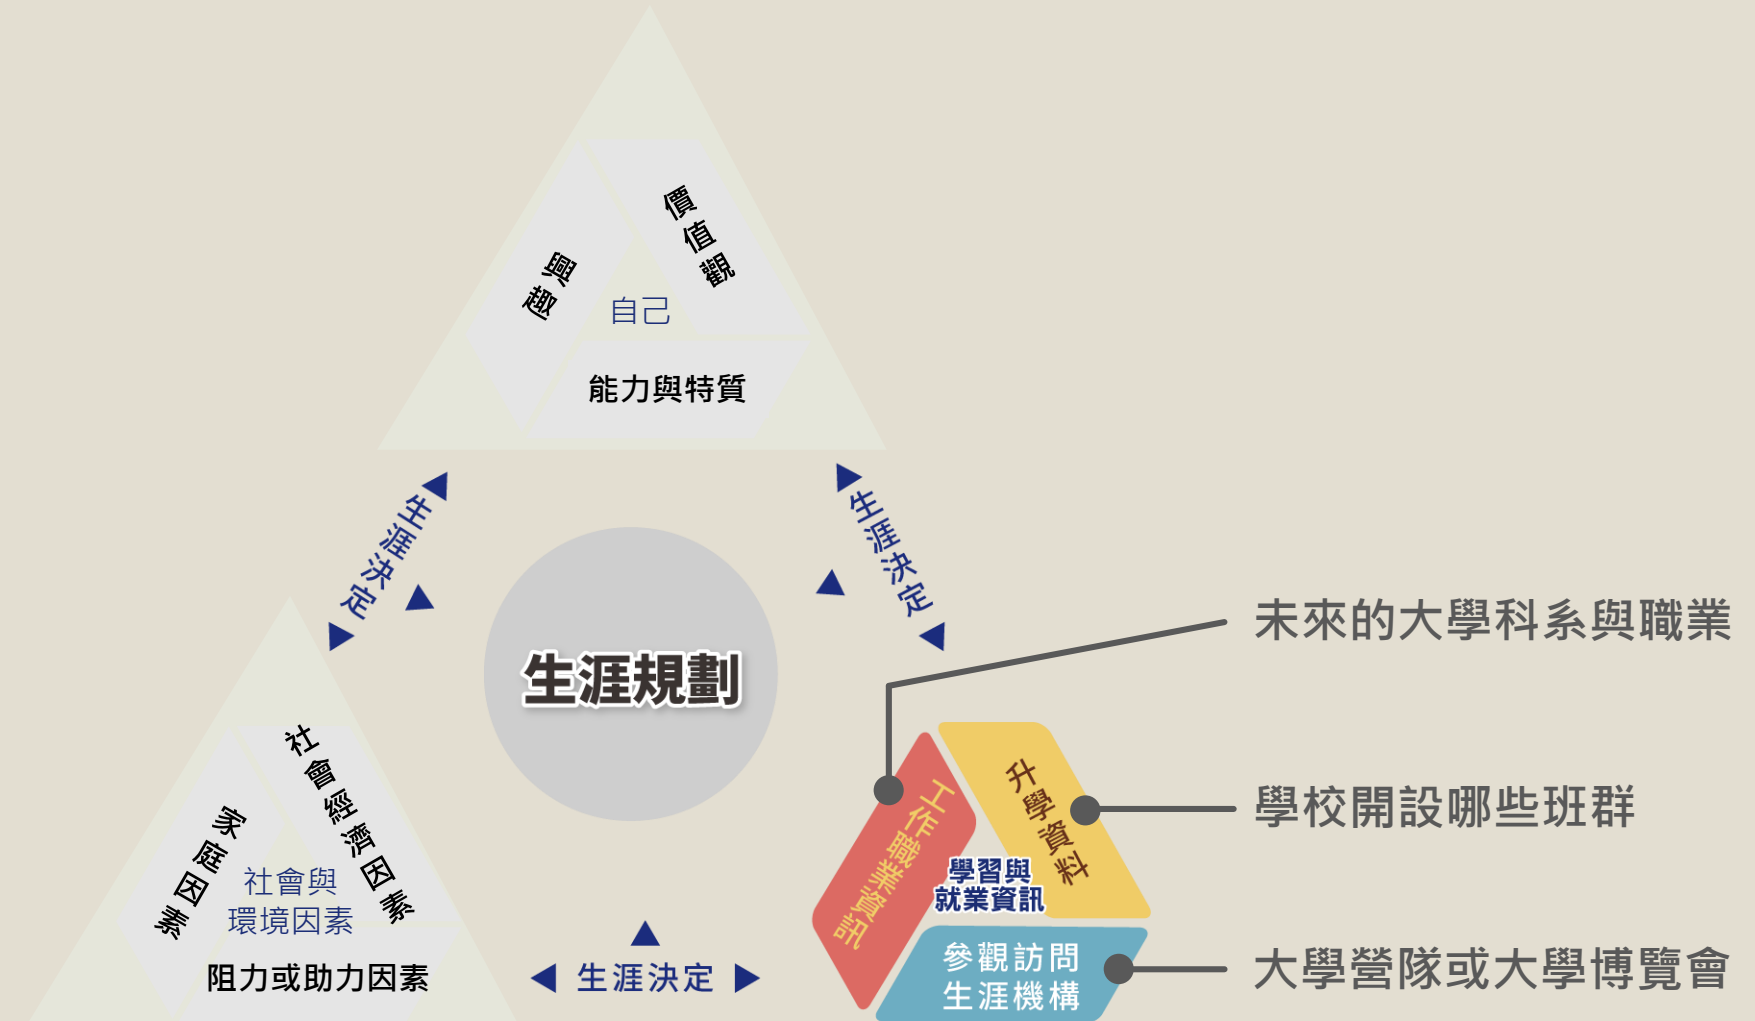 價值觀
興趣
自己
能力與特質
生涯決定
生涯決定
生涯規劃
未來的大學科系與職業
社會經濟因素
家庭因素
社會與
環境因素
阻力或助力因素
生涯決定
工作職業資訊
升學資料
學校開設哪些班群
學習與
就業資訊
參觀訪問
生涯機構
大學營隊或大學博覽會